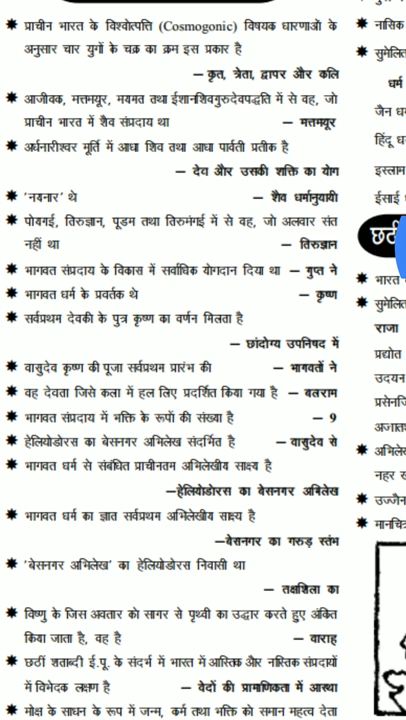 ✸ प्राचीन भारत के विश्वोत्पत्ति (Cosmogonic) विषयक धारणाओं के
अनुसार चार युगों के चक्र का क्रम इस प्रकार है
– कृत, त्रेता, द्वापर और कलि
✸ आजीवक, मत्तमयूर, मयमत तथा ईशानशिवगुरुदेवपद्धति में से वह, जो
प्राचीन भारत में शैव संप्रदाय था – मत्तमयूर
✸ अर्धनारीश्वर मूर्ति में आधा शिव तथा आधा पार्वती प्रतीक है
– देव और उसकी शक्ति का योग
✸ 'नयनार' थे – शैव धर्मानुयायी
✸ पोयगई, तिरुज्ञान, पूडम तथा तिरुमंगई में से वह, जो अलवार संत
नहीं था – तिरुज्ञान
✸ भागवत संप्रदाय के विकास में सर्वाधिक योगदान दिया था – गुप्त ने
✸ भागवत धर्म के प्रवर्तक थे – कृष्ण
✸ सर्वप्रथम देवकी के पुत्र कृष्ण का वर्णन मिलता है
– छांदोग्य उपनिषद में
✸ वासुदेव कृष्ण की पूजा सर्वप्रथम प्रारंभ की – भागवतों ने
✸ वह देवता जिसे कला में हल लिए प्रदर्शित किया गया है – बलराम
✸ भागवत संप्रदाय में भक्ति के रूपों की संख्या है – 9
✸ हेलियोडोरस का बेसनगर अभिलेख संदर्भित है – वासुदेव से
✸ भागवत धर्म से संबंधित प्राचीनतम अभिलेखीय साक्ष्य है
–हेलियोडोरस का बेसनगर अभिलेख
✸ भागवत धर्म का ज्ञात सर्वप्रथम अभिलेखीय साक्ष्य है
–बेसनगर का गरुड़ स्तंभ
✸ 'बेसनगर अभिलेख' का हेलियोडोरस निवासी था
– तक्षशिला का
✸ विष्णु के जिस अवतार को सागर से पृथ्वी का उद्धार करते हुए अंकित
किया जाता है, वह है – वाराह
✸ छठीं शताब्दी ई.पू. के संदर्भ में भारत में आस्तिक और नास्तिक संप्रदायों
में विभेदक लक्षण है – वेदों की प्रामाणिकता में आस्था
✸ मोक्ष के साधन के रूप में जन्म, कर्म तथा भक्ति को समान महत्व देता
✸ नासिक
✸ सुमेलित
धर्म
जैन ध
हिंदू ध
इस्लाम
ईसाई
छठी
✸ भारत
✸ सुमेलित
राजा
प्रद्योत
उदयन
प्रसेनजि
अजातश
✸ अभिलेख
नहर स
✸ उज्जैन
✸ मानचित्र